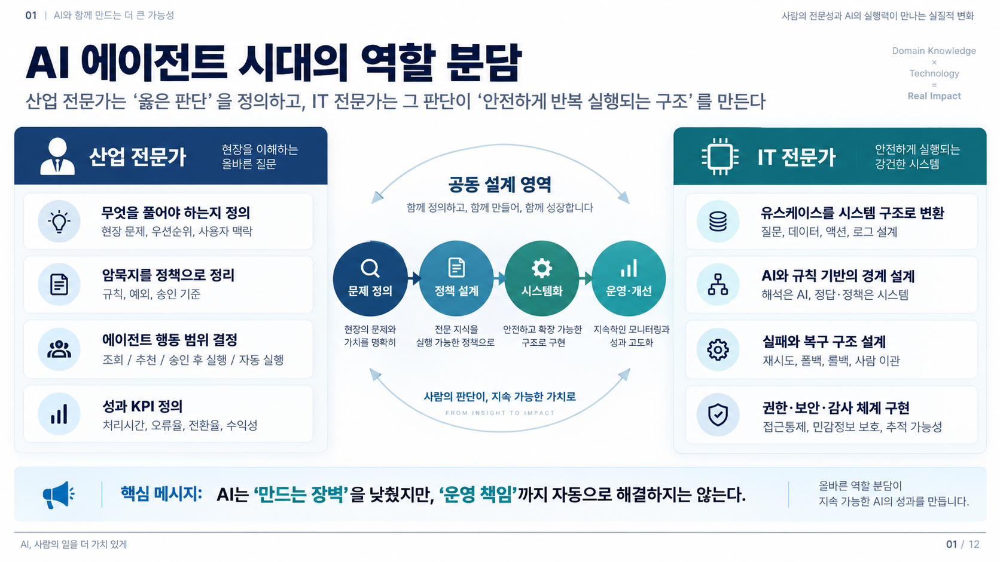 01 | AI와 함께 만드는 더 큰 가능성
사람의 전문성과 AI의 실행력이 만나는 실질적 변화
AI 에이전트 시대의 역할 분담
산업 전문가는 ‘옳은 판단’ 을 정의하고, IT 전문가는 그 판단이 ‘안전하게 반복 실행되는 구조’ 를 만든다
Domain Knowledge
×
Technology
=
Real Impact
산업 전문가
현장을 이해하는
올바른 질문
무엇을 풀어야 하는지 정의
현장 문제, 우션순위, 사용자 맥락
암묵지를 정책으로 정리
규칙, 예외, 송인 기준
에이전트 행동 범위 결정
조회 / 추천 / 송인 후 실행 / 자동 실행
성과 KPI 정의
처리시간, 오류율, 전환율, 수익성
공동 설계 영역
함께 정의하고, 함께 만들어, 함께 성장합니다
문제 정의
정책 설계
시스템화
운영·개선
현장의 문제와
가치를 명확히
전문 지식을
실행 가능한 정책으로
안전하고 확장 가능한
구조로 구현
지속적인 모니터링과
성과 고도화
사람의 판단이, 지속 가능한 가치로
FROM INSIGHT TO IMPACT
IT 전문가
안전하게 실행되는
강건한 시스템
유스케이스를 시스템 구조로 변환
질문, 데이터, 액션, 로그 설계
AI와 규칙 기반의 경계 설계
해석은 AI, 정답·정책은 시스템
실패와 복구 구조 설계
재시도, 폴백, 롤백, 사람 이관
권한·보안·감사 체계 구현
접근통제, 민감정보 보호, 추적 가능성
핵심 메시지: AI는 ‘만드는 장벽’을 낮췄지만, ‘운영 책임’까지 자동으로 해결하지는 않는다.
올바른 역할 분담이
지속 가능한 AI의 성과를 만듭니다.
AI, 사람의 일을 더 가치 있게
01 / 12